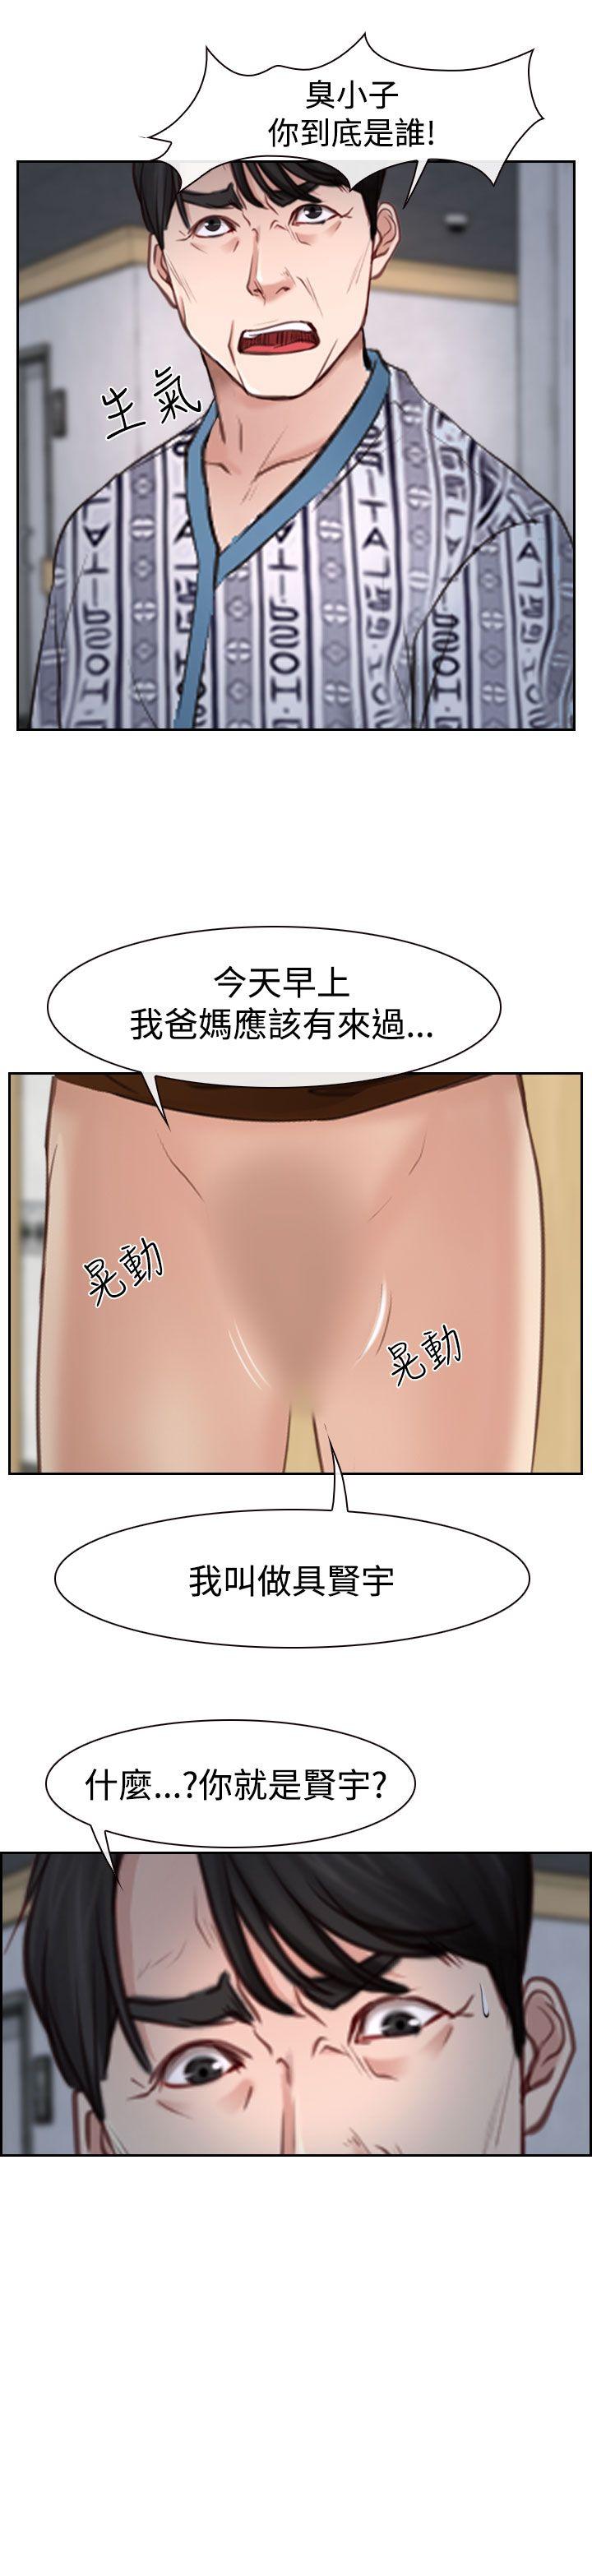 臭小子
你到底是誰!
生氣
今天早上
我爸媽應該有來過...
晃動
晃動
我叫做具賢宇
什麼...?你就是賢宇?